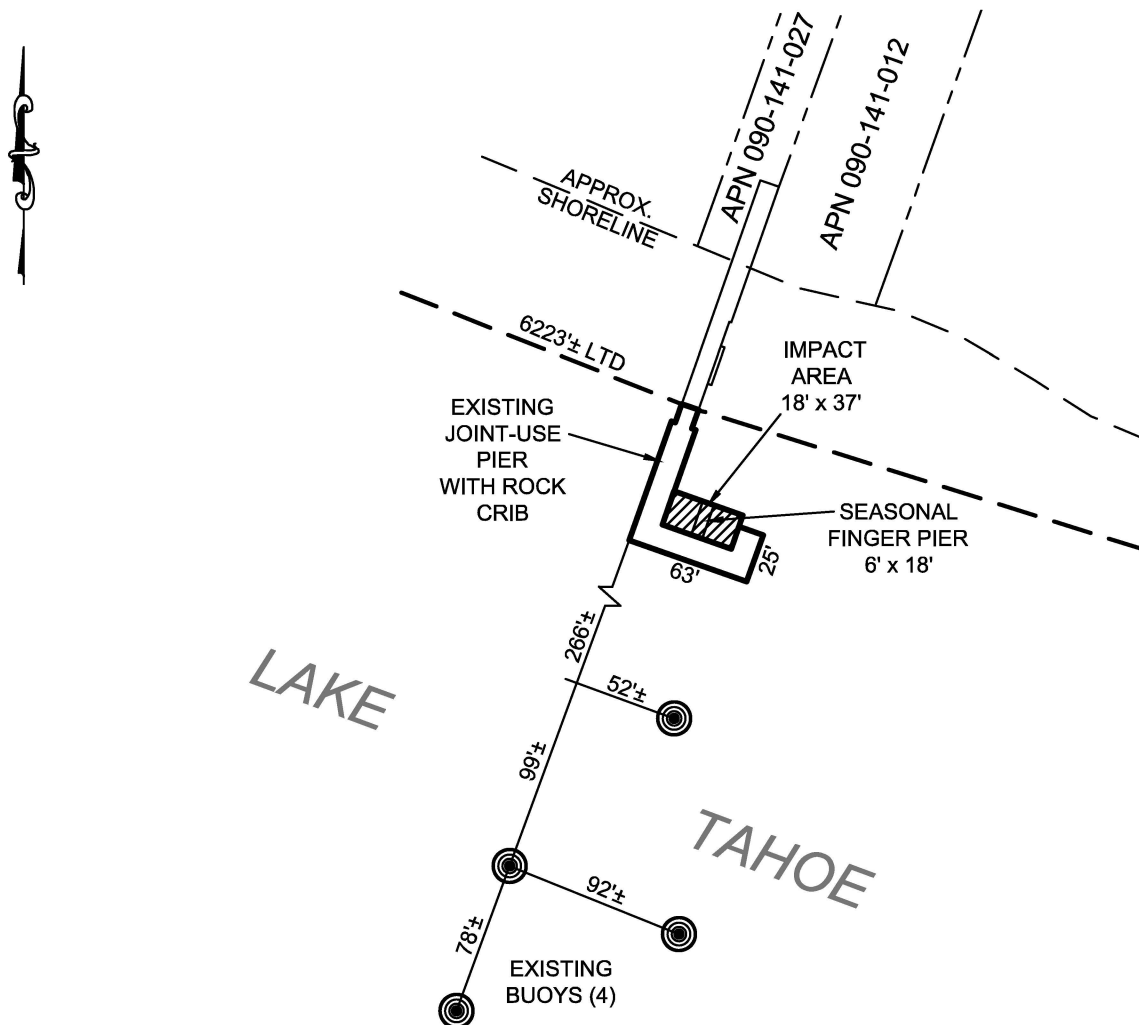 APN 090-141-027
APN 090-141-012
APPROX.
SHORELINE
6223'± LTD
IMPACT
AREA
18' x 37'
EXISTING
JOINT-USE
PIER
WITH ROCK
CRIB
SEASONAL
FINGER PIER
6' x 18'
63'
25'
266'±
52'±
LAKE
99'±
TAHOE
92'±
78'±
EXISTING
BUOYS (4)